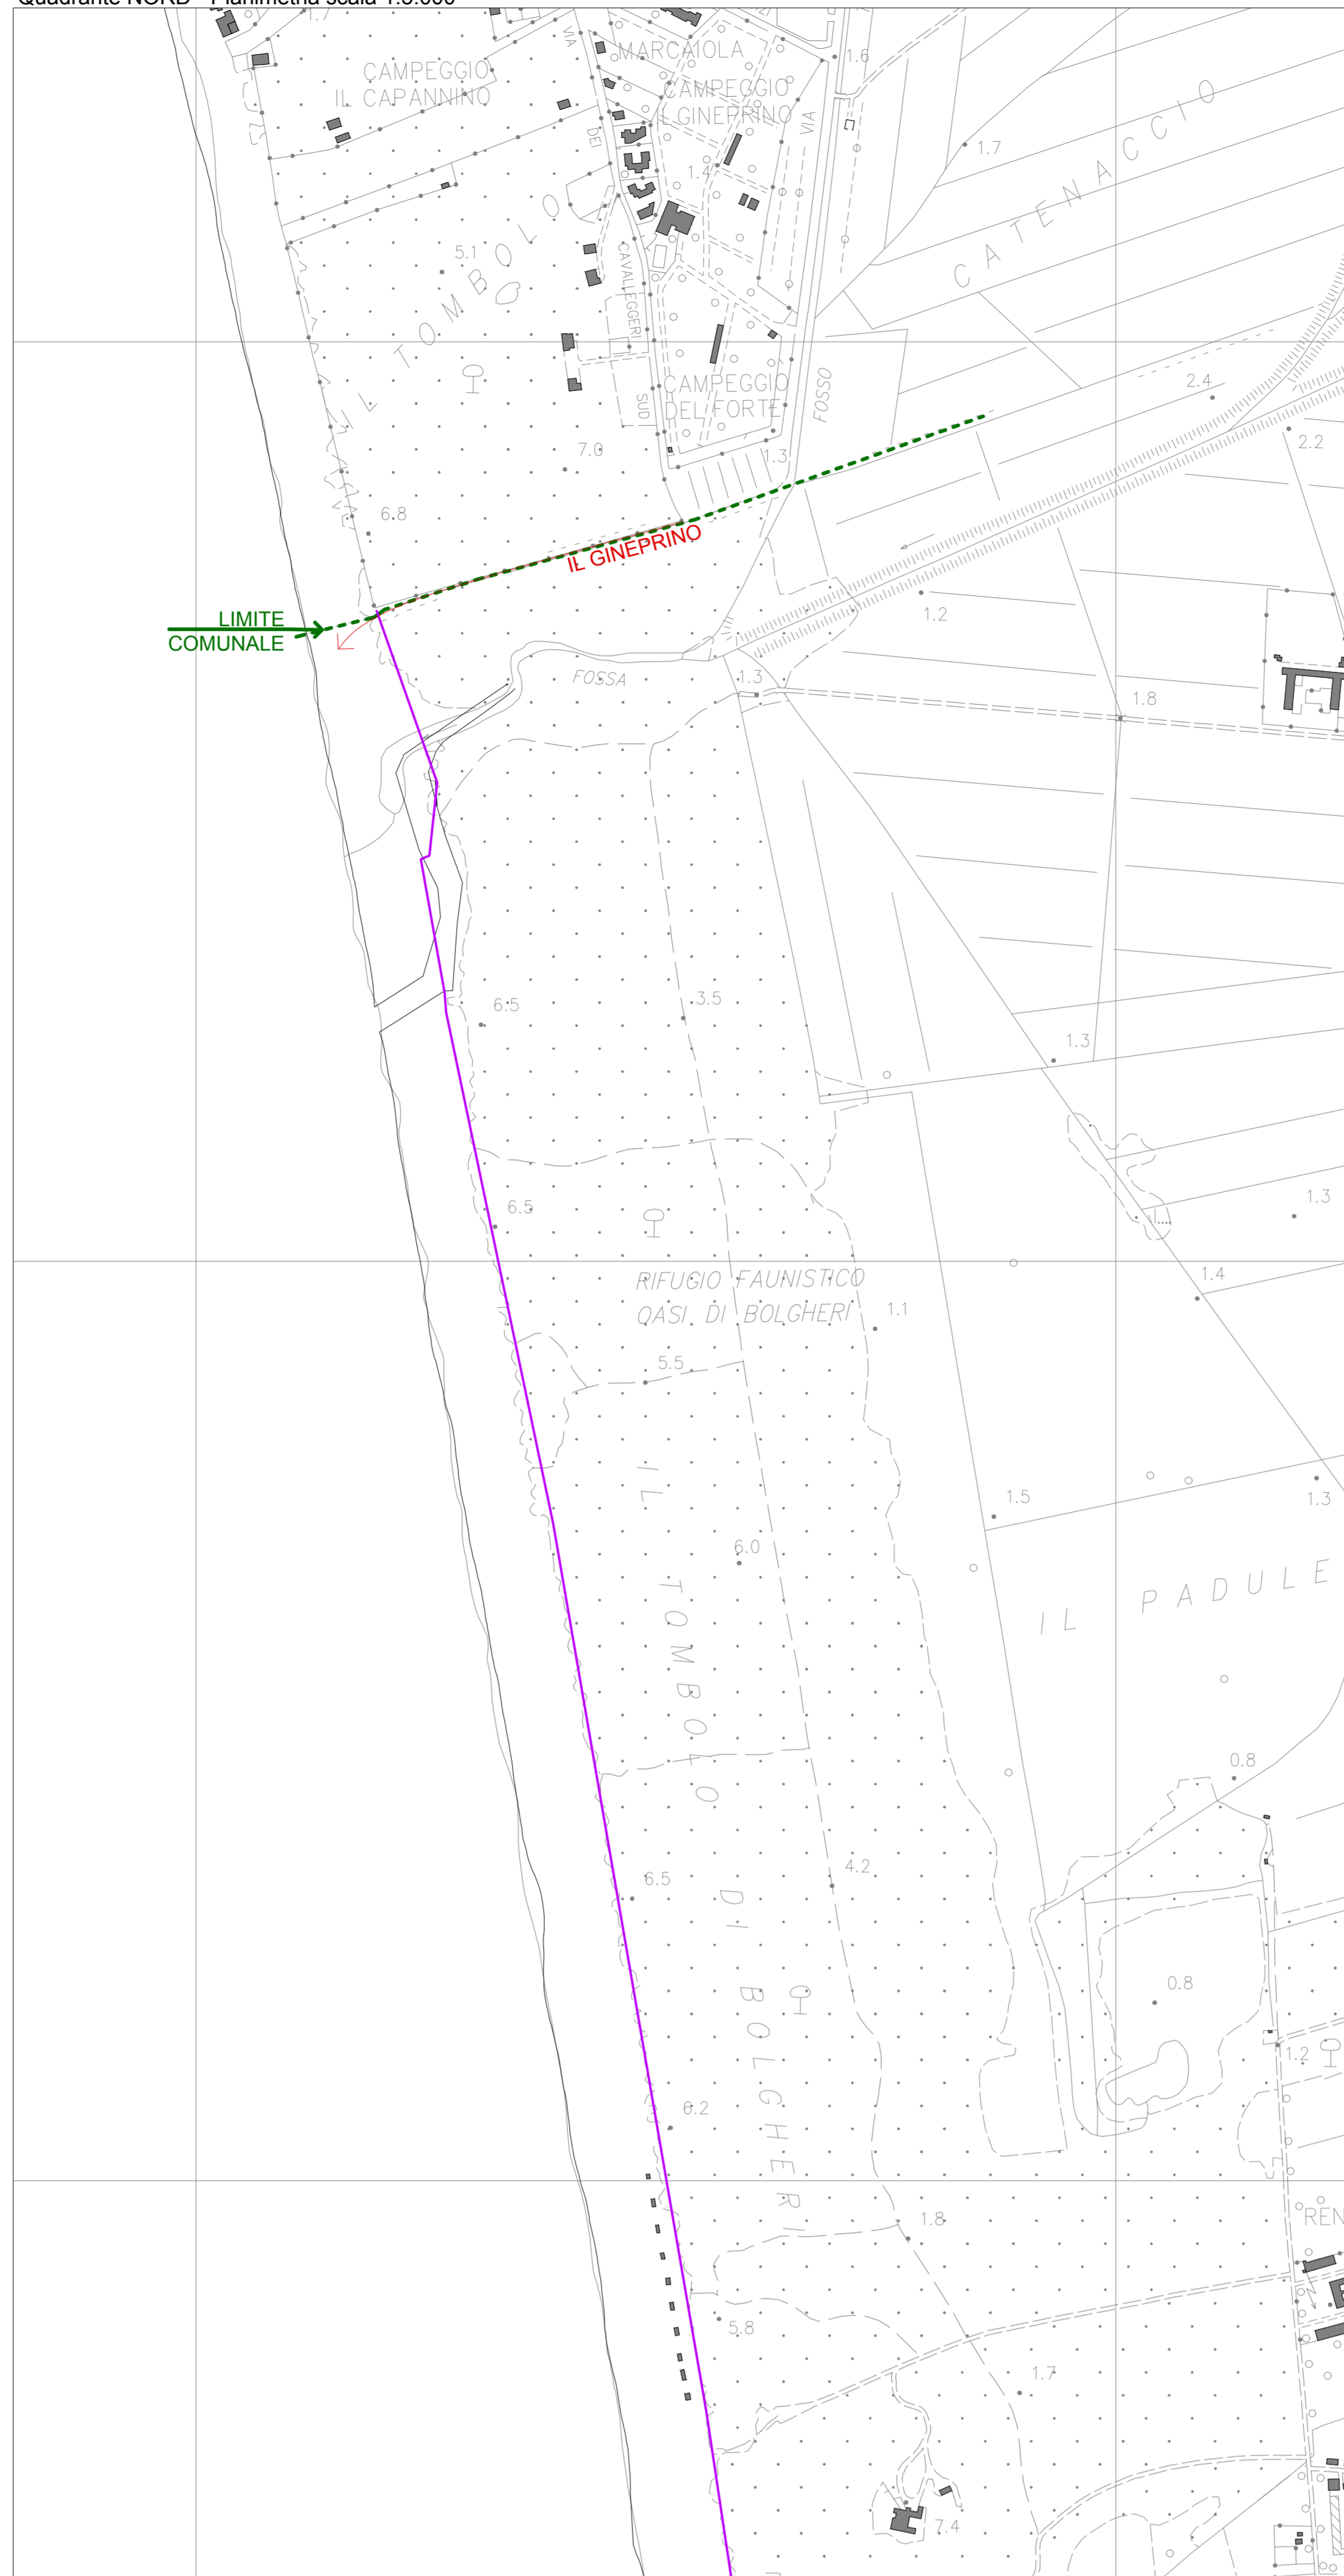 Quadrante NORD - Planimetria scala 1:5.000
1.7
CAMPEGGIO
IL CAPANNINO
VIA
DE
CAVALLEGGERI
SUD
MARCAIOLA
CAMPEGGIO
IL GINEPRINO
1.4
VIA
FOSSO
1.6
1.7
CATENACCIO
5.1
IL TOMBOLO
CAMPEGGIO
DEL FORTE
2.4
2.2
7.0
1.3
6.8
IL GINEPRINO
LIMITE
COMUNALE
1.2
FOSSA
1.3
1.8
6.5
3.5
1.3
6.5
1.3
RIFUGIO FAUNISTICO
OASI DI BOLGHERI
1.4
1.1
5.5
1.5
1.3
6.0
IL PADULE
IL TOMBOLO DI BOLGHERI
0.8
6.5
4.2
0.8
1.2
6.2
1.8
REN
5.8
1.7
7.4